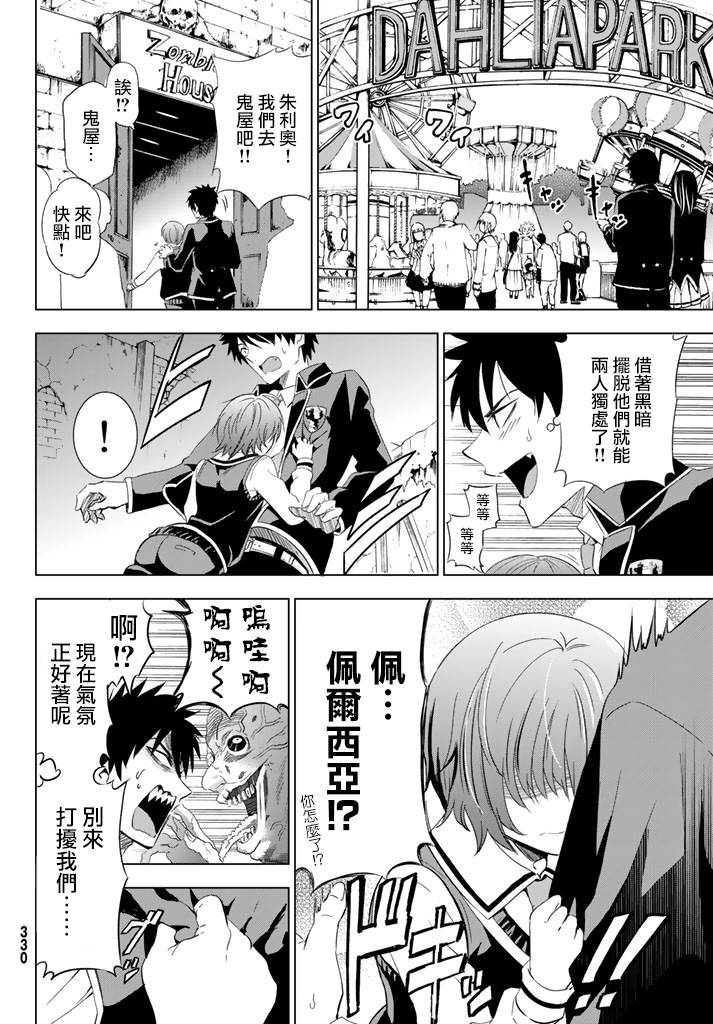 DAHLIAPARK
ワイ
ワイ
キャッ
キャッ
Zombie
House
朱利奧！
我們去
鬼屋吧!!
誒!?
鬼屋…
來吧
快點！
借著黑暗
擺脫他們就能
兩人獨處了!!
等等
等等
！
佩…
佩爾西亞!?
你怎麼了!?
ドキ
ドキ
嗚哇啊
啊啊～
啊!?
現在氣氛
正好著呢
別來
打擾我們……
330